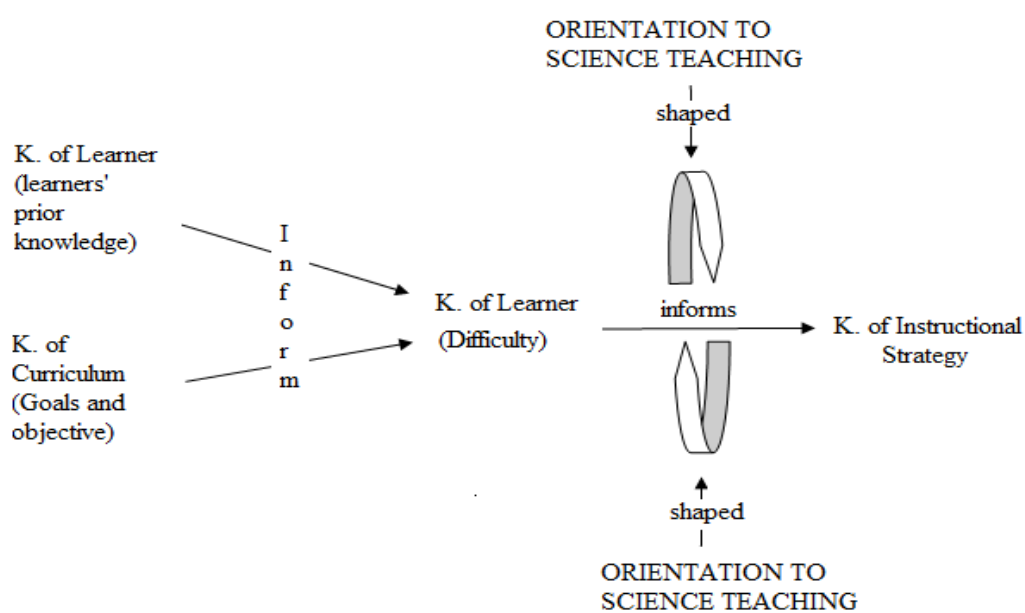 ORIENTATION TO
SCIENCE TEACHING
shaped
K. of Learner
(learners'
prior
knowledge)
I
n
f
o
r
m
K. of Learner
(Difficulty)
informs
K. of Instructional
Strategy
K. of
Curriculum
(Goals and
objective)
shaped
ORIENTATION TO
SCIENCE TEACHING